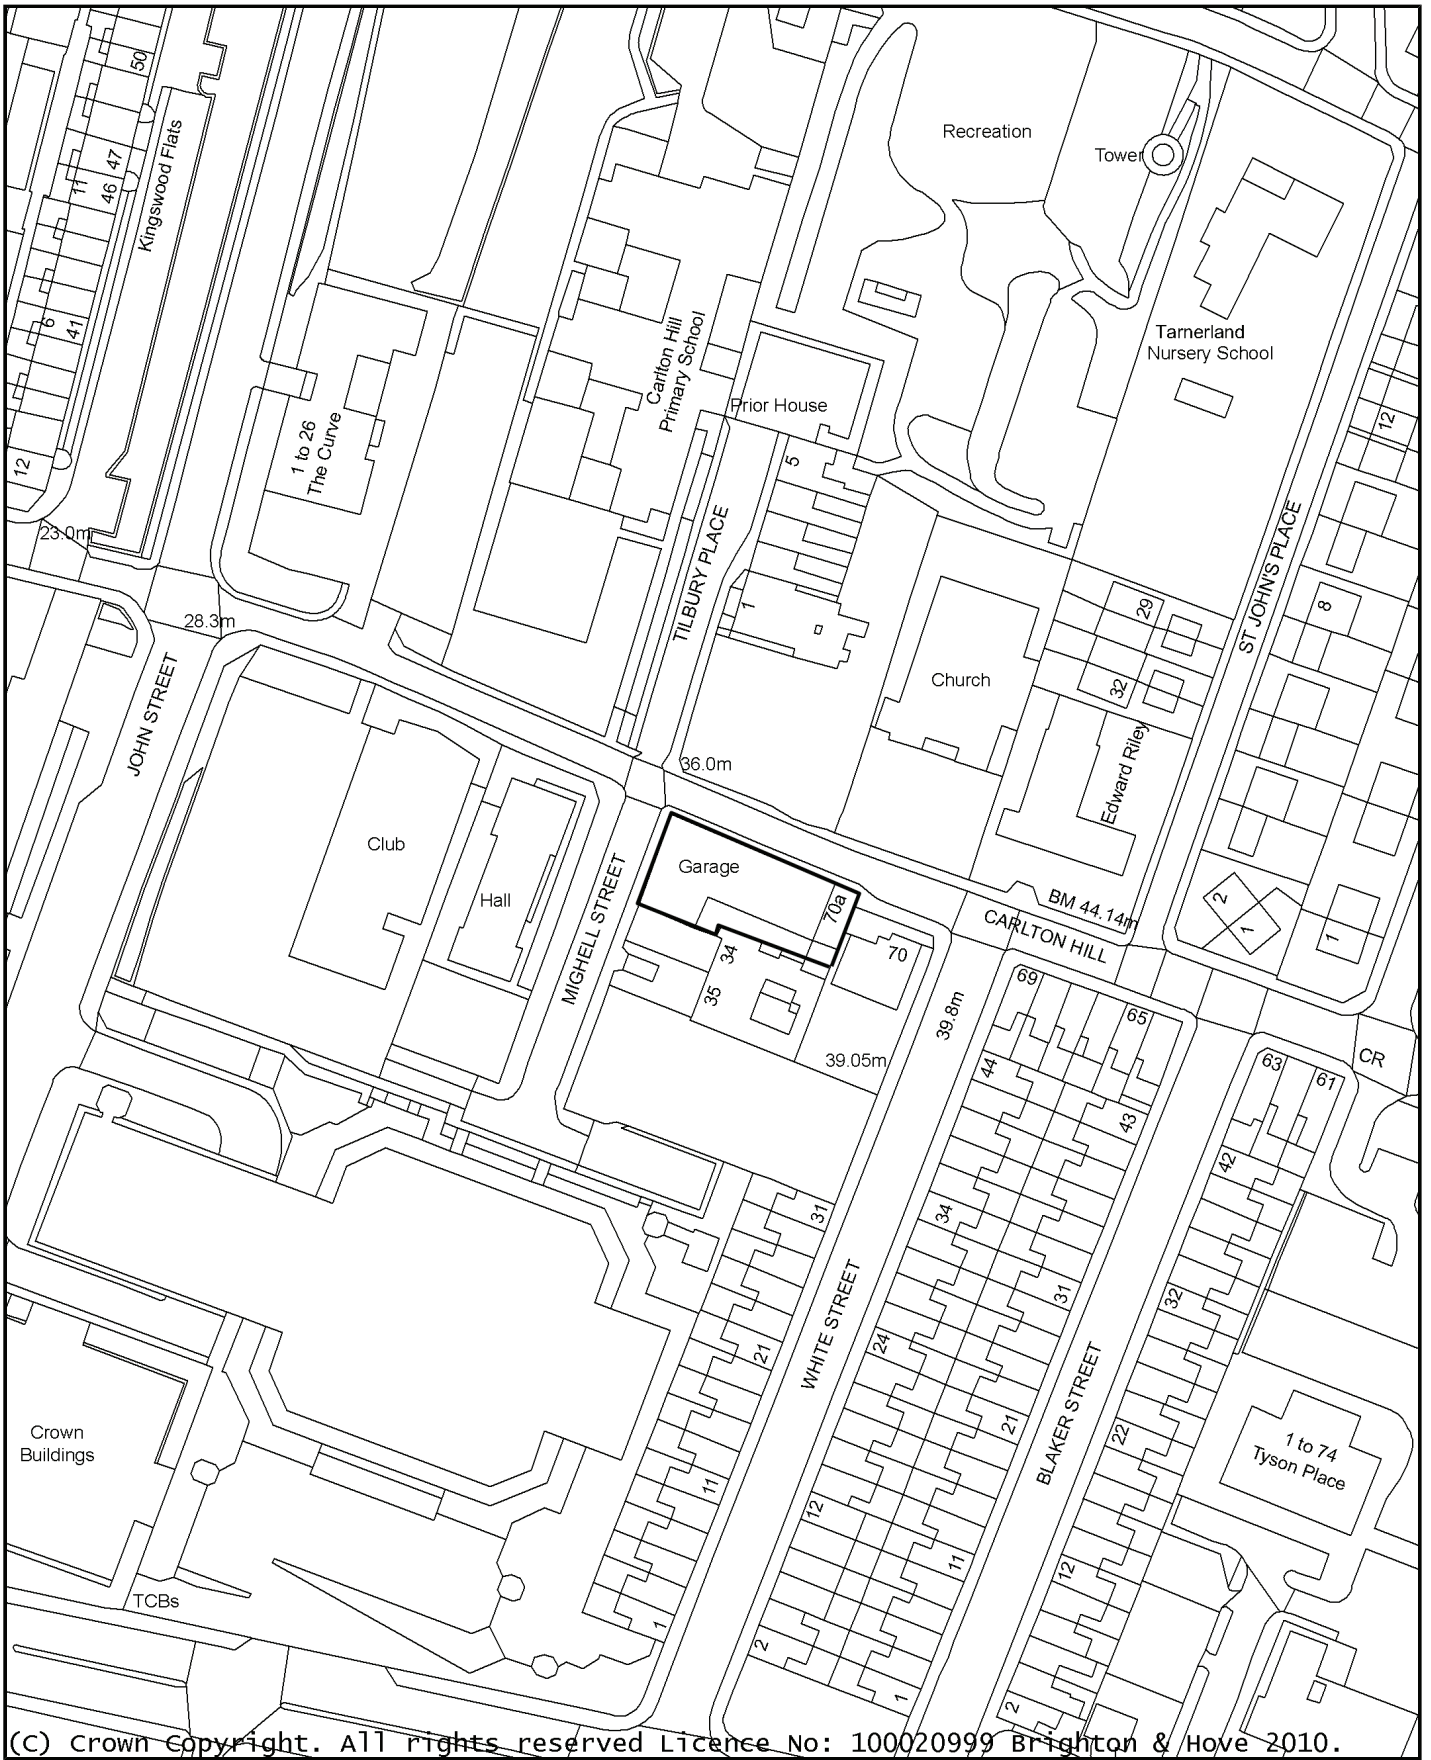 50
Kingswood Flats
47
11
46
6
41
12
23.0m
Recreation
Tower
Tarnerland
Nursery School
Carlton Hill
Primary School
Prior House
1 to 26
The Curve
5
TILBURY PLACE
1
ST JOHN'S PLACE
12
8
29
32
Church
Edward Riley
28.3m
JOHN STREET
36.0m
Club
Hall
MIGHELL STREET
Garage
70a
70
34
35
BM 44.14m
CARLTON HILL
2
1
1
69
65
39.8m
39.05m
44
43
63
61
CR
42
31
34
31
32
WHITE STREET
21
24
21
22
BLAKER STREET
11
12
11
12
1
2
1
2
1 to 74
Tyson Place
Crown
Buildings
TCBs
(c) Crown Copyright. All rights reserved Licence No: 100020999 Brighton & Hove 2010.